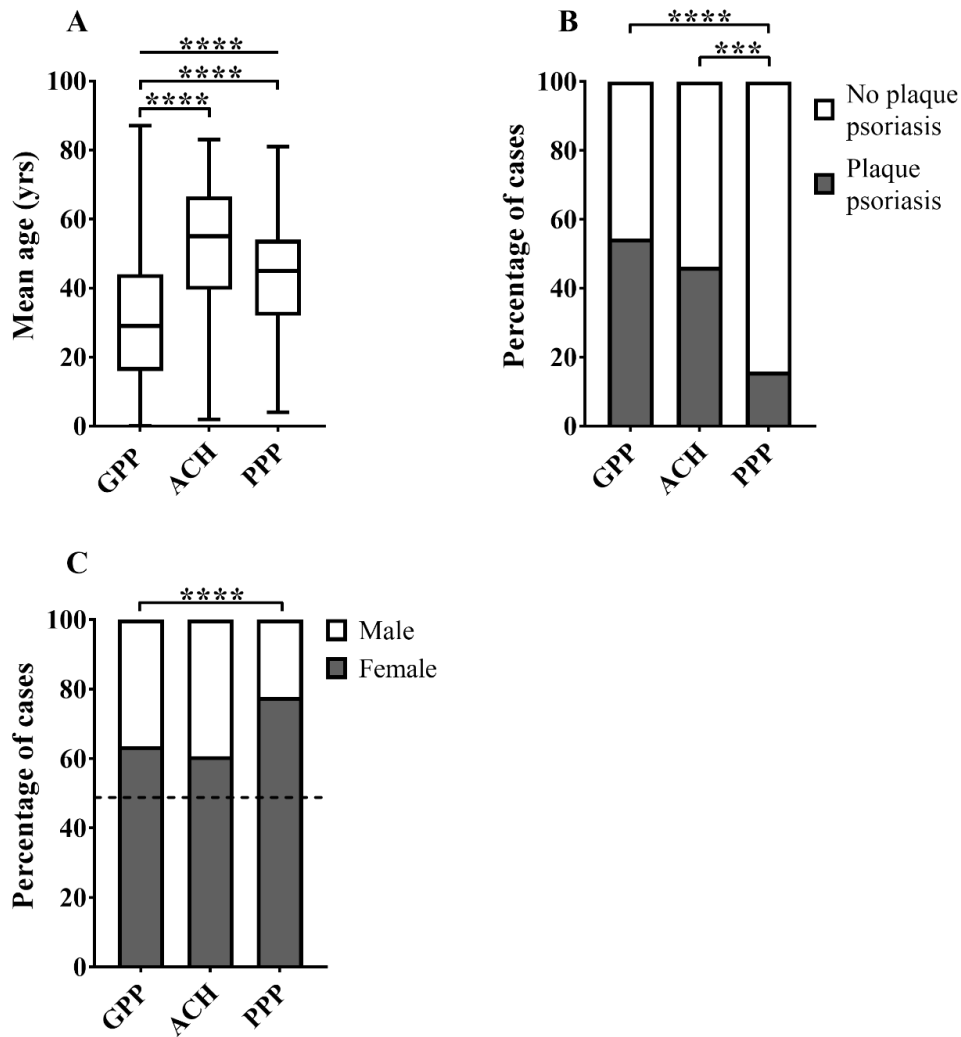 A
****
****
****
Mean age (yrs)
100
80
60
40
20
0
GPP
ACH
PPP
B
****
***
Percentage of cases
100
80
60
40
20
0
GPP
ACH
PPP
No plaque
psoriasis
Plaque
psoriasis
C
****
Percentage of cases
100
80
60
40
20
0
GPP
ACH
PPP
Male
Female